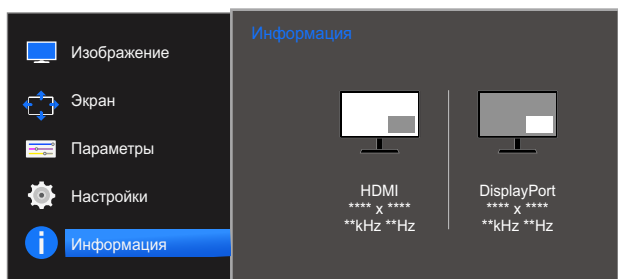 Изображение
Экран
Параметры
Настройки
Информация
Информация
HDMI
**** x ****
**kHz **Hz
DisplayPort
**** x ****
**kHz **Hz